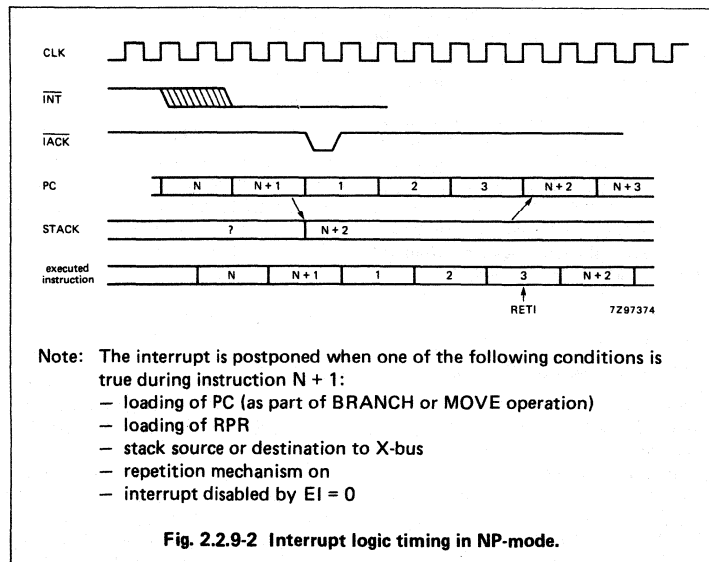 CLK
INT
IACK
PC N N + 1 1 2 3 N + 2 N + 3
STACK ? N + 2
executed
instruction N N + 1 1 2 3 N + 2
RETI 7Z97374
Note: The interrupt is postponed when one of the following conditions is
true during instruction N + 1:
— loading of PC (as part of BRANCH or MOVE operation)
— loading of RPR
— stack source or destination to X-bus
— repetition mechanism on
— interrupt disabled by EI = 0
Fig. 2.2.9-2 Interrupt logic timing in NP-mode.